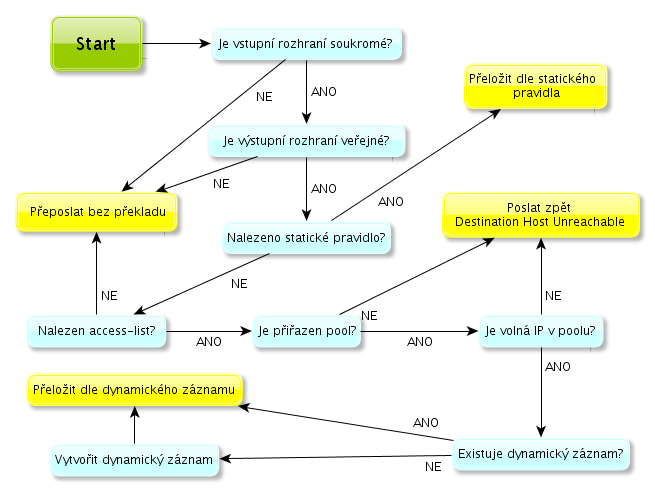 Start
Je vstupní rozhraní soukromé?
NE
ANO
Přeložit dle statického
pravidla
Je výstupní rozhraní veřejné?
NE
ANO
ANO
Přeposlat bez překladu
Poslat zpět
Destination Host Unreachable
Nalezeno statické pravidlo?
NE
NE
NE
NE
Nalezen access-list?
ANO
Je přiřazen pool?
ANO
Je volná IP v poolu?
ANO
Přeložit dle dynamického záznamu
ANO
Vytvořit dynamický záznam
NE
Existuje dynamický záznam?